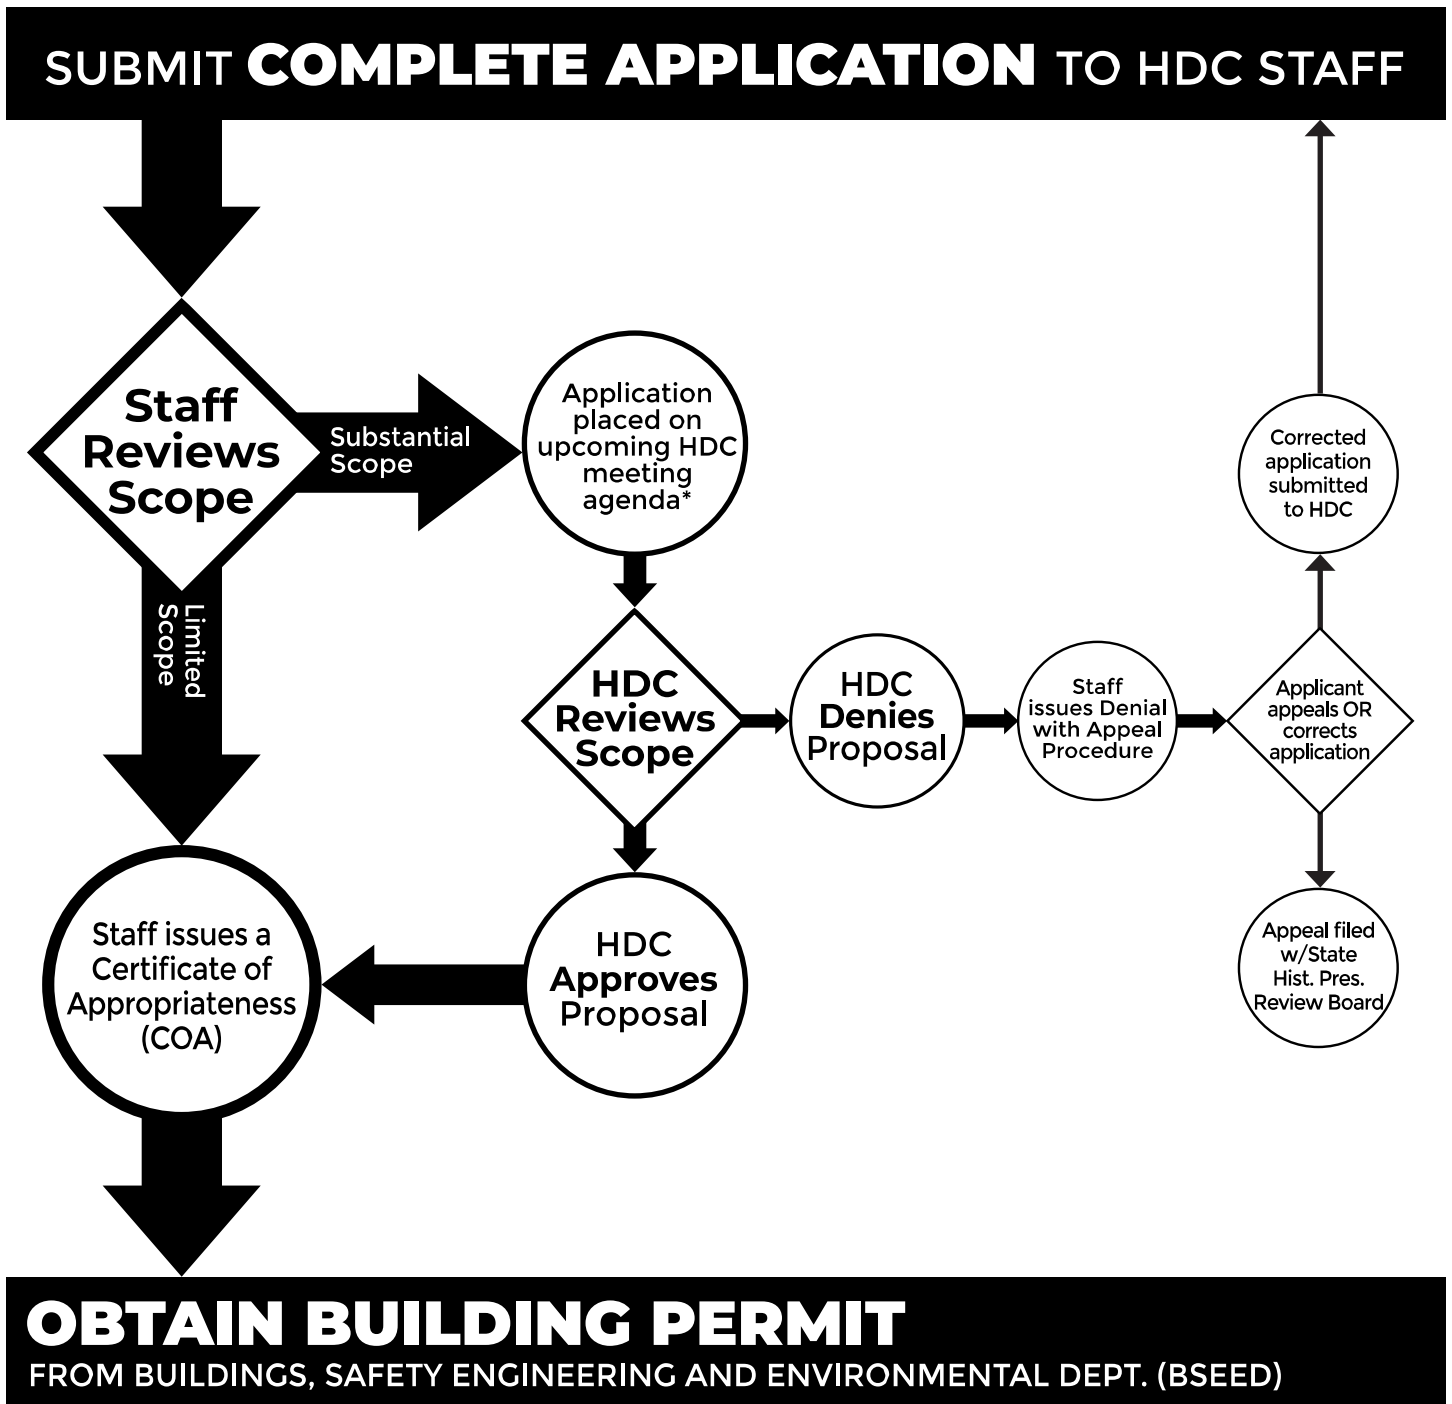 SUBMIT COMPLETE APPLICATION TO HDC STAFF
Staff
Reviews
Scope
Substantial
Scope
Application
placed on
upcoming HDC
meeting
agenda*
Limited
Scope
HDC
Reviews
Scope
HDC
Denies
Proposal
Staff
issues Denial
with Appeal
Procedure
Applicant
appeals OR
corrects
application
Corrected
application
submitted
to HDC
Appeal filed
w/State
Hist. Pres.
Review Board
HDC
Approves
Proposal
Staff issues a
Certificate of
Appropriateness
(COA)
OBTAIN BUILDING PERMIT
FROM BUILDINGS, SAFETY ENGINEERING AND ENVIRONMENTAL DEPT. (BSEED)